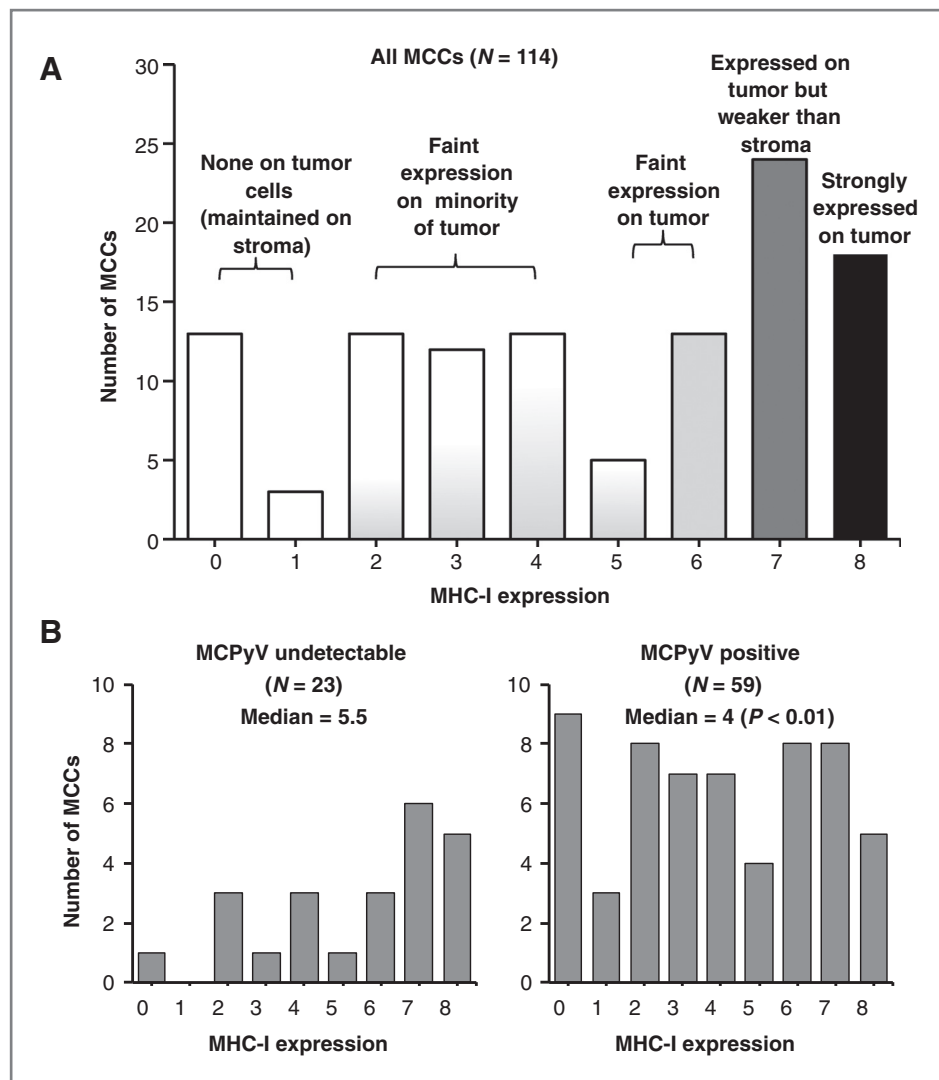 A
All MCCs (N = 114)
Number of MCCs
30
25
20
15
10
5
0
None on tumor
cells
(maintained on
stroma)
Faint
expression
on minority
of tumor
Faint
expression
on tumor
Expressed on
tumor but
weaker than
stroma
Strongly
expressed
on tumor
0 1 2 3 4 5 6 7 8
MHC-I expression
B
MCPyV undetectable
(N = 23)
Median = 5.5
Number of MCCs
10
8
6
4
2
0
0 1 2 3 4 5 6 7 8
MHC-I expression
MCPyV positive
(N = 59)
Median = 4 (P < 0.01)
10
8
6
4
2
0
0 1 2 3 4 5 6 7 8
MHC-I expression